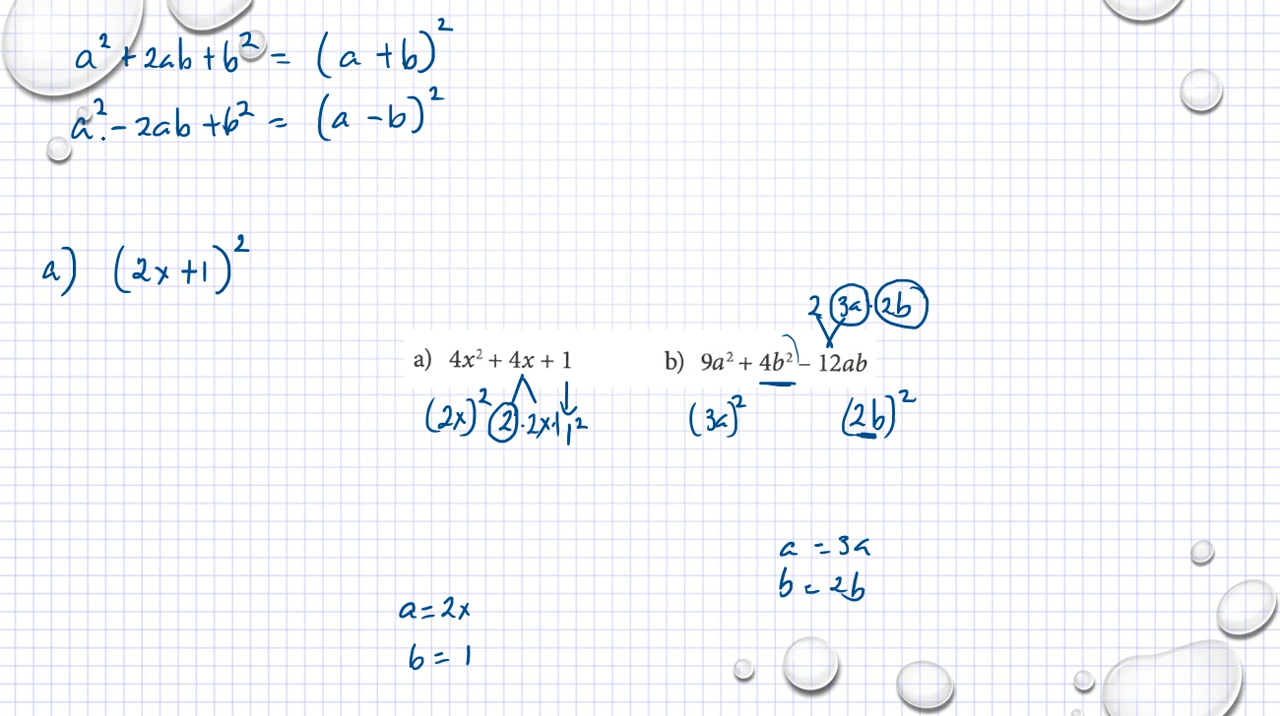 a² + 2ab + b² = (a + b)²
a² - 2ab + b² = (a - b)²
a) (2x + 1)²
2 3a · 2b
a) 4x² + 4x + 1 b) 9a² + 4b² – 12ab
(2x)² 2 · 2x · 1 1² (3a)² (2b)²
a = 3a
b = 2b
a = 2x
b = 1